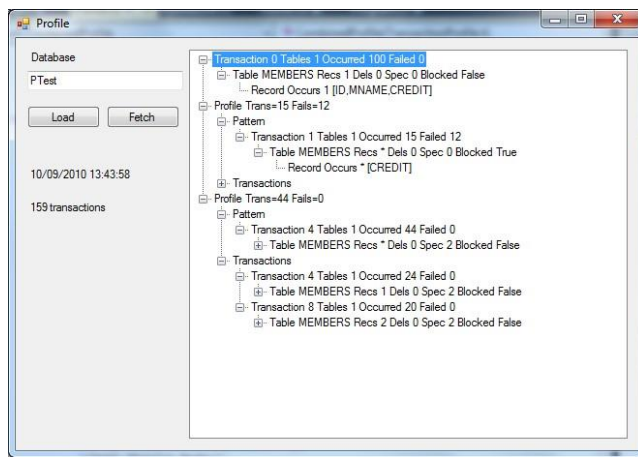 Profile
Database
PTest
Load
Fetch
10/09/2010 13:43:58
159 transactions
Transaction 0 Tables 1 Occurred 100 Failed 0
Table MEMBERS Recs 1 Dels 0 Spec 0 Blocked False
Record Occurs 1 [ID,MNAME,CREDIT]
Profile Trans=15 Fails=12
Pattern
Transaction 1 Tables 1 Occurred 15 Failed 12
Table MEMBERS Recs * Dels 0 Spec 0 Blocked True
Record Occurs * [CREDIT]
Transactions
Profile Trans=44 Fails=0
Pattern
Transaction 4 Tables 1 Occurred 44 Failed 0
Table MEMBERS Recs * Dels 0 Spec 2 Blocked False
Transactions
Transaction 4 Tables 1 Occurred 24 Failed 0
Table MEMBERS Recs 1 Dels 0 Spec 2 Blocked False
Transaction 8 Tables 1 Occurred 20 Failed 0
Table MEMBERS Recs 2 Dels 0 Spec 2 Blocked False